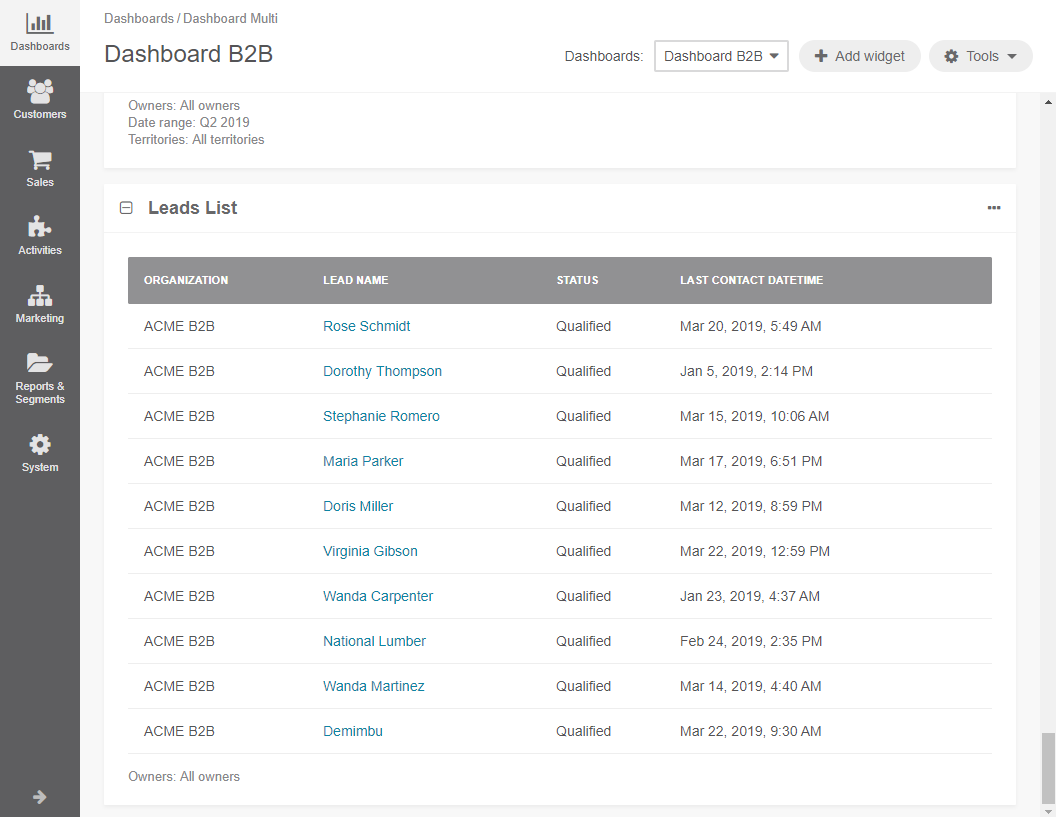 Dashboards
Customers
Sales
Activities
Marketing
Reports &
Segments
System
Dashboards / Dashboard Multi
Dashboard B2B
Dashboards: Dashboard B2B Add widget Tools
Owners: All owners
Date range: Q2 2019
Territories: All territories
Leads List
ORGANIZATION LEAD NAME STATUS LAST CONTACT DATETIME
ACME B2B Rose Schmidt Qualified Mar 20, 2019, 5:49 AM
ACME B2B Dorothy Thompson Qualified Jan 5, 2019, 2:14 PM
ACME B2B Stephanie Romero Qualified Mar 15, 2019, 10:06 AM
ACME B2B Maria Parker Qualified Mar 17, 2019, 6:51 PM
ACME B2B Doris Miller Qualified Mar 12, 2019, 8:59 PM
ACME B2B Virginia Gibson Qualified Mar 22, 2019, 12:59 PM
ACME B2B Wanda Carpenter Qualified Jan 23, 2019, 4:37 AM
ACME B2B National Lumber Qualified Feb 24, 2019, 2:35 PM
ACME B2B Wanda Martinez Qualified Mar 14, 2019, 4:40 AM
ACME B2B Demimbu Qualified Mar 22, 2019, 9:30 AM
Owners: All owners